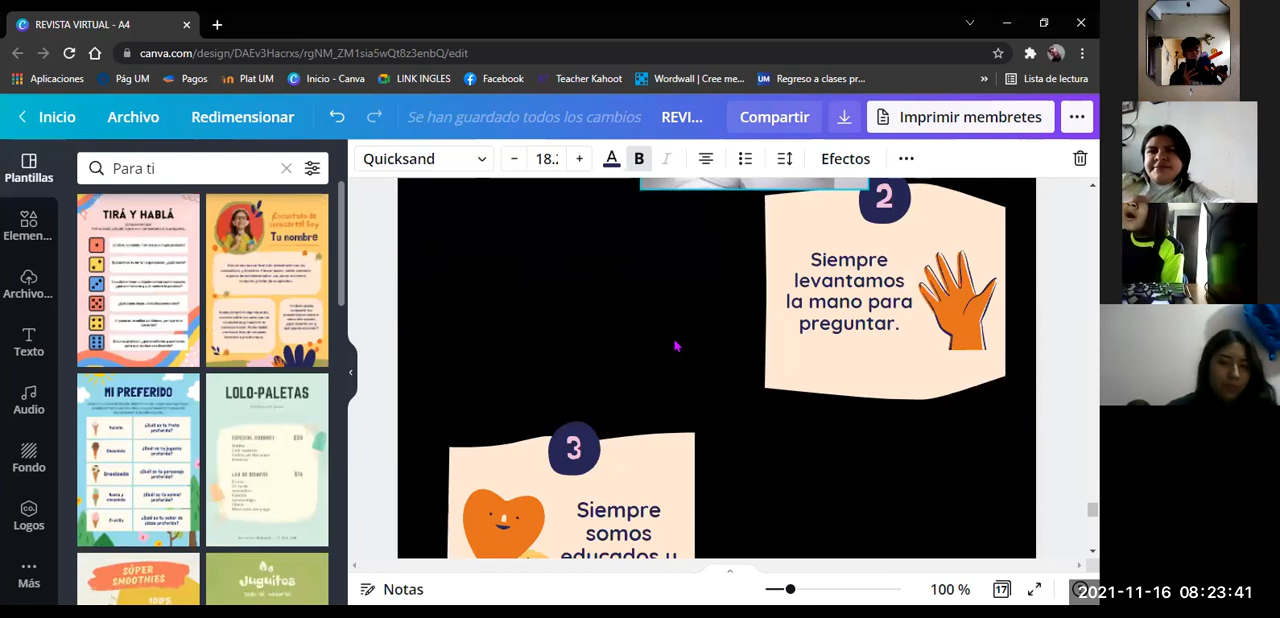 REVISTA VIRTUAL - A4
canva.com/design/DAEv3Hacrxs/rgNM_ZM1sia5wQt8z3enbQ/edit
Aplicaciones
Pág UM
Pagos
Plat UM
Inicio - Canva
LINK INGLES
Facebook
Teacher Kahoot
Wordwall | Cree me...
Regreso a clases pr...
Lista de lectura
Inicio
Archivo
Redimensionar
Se han guardado todos los cambios
REVI...
Compartir
Imprimir membretes
Plantillas
Elemen...
Archivo...
Texto
Audio
Fondo
Logos
Más
Para ti
TIRÁ Y HABLÁ
Tu nombre
MI PREFERIDO
LOLO-PALETAS
SÚPER
SMOOTHIES
100%
Juguitos
Quicksand
18.
B
Efectos
2
Siempre
levantamos
la mano para
preguntar.
3
Siempre
somos
educados y
Notas
100 %
17
2021-11-16 08:23:41